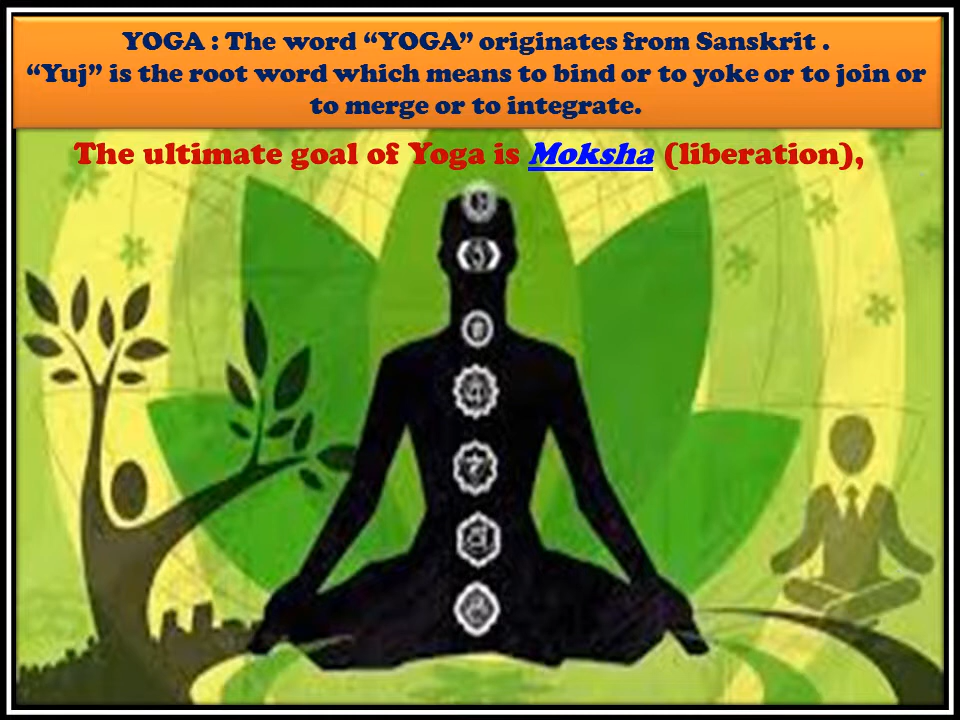 YOGA : The word “YOGA” originates from Sanskrit .
“Yuj” is the root word which means to bind or to yoke or to join or
to merge or to integrate.
The ultimate goal of Yoga is Moksha (liberation),